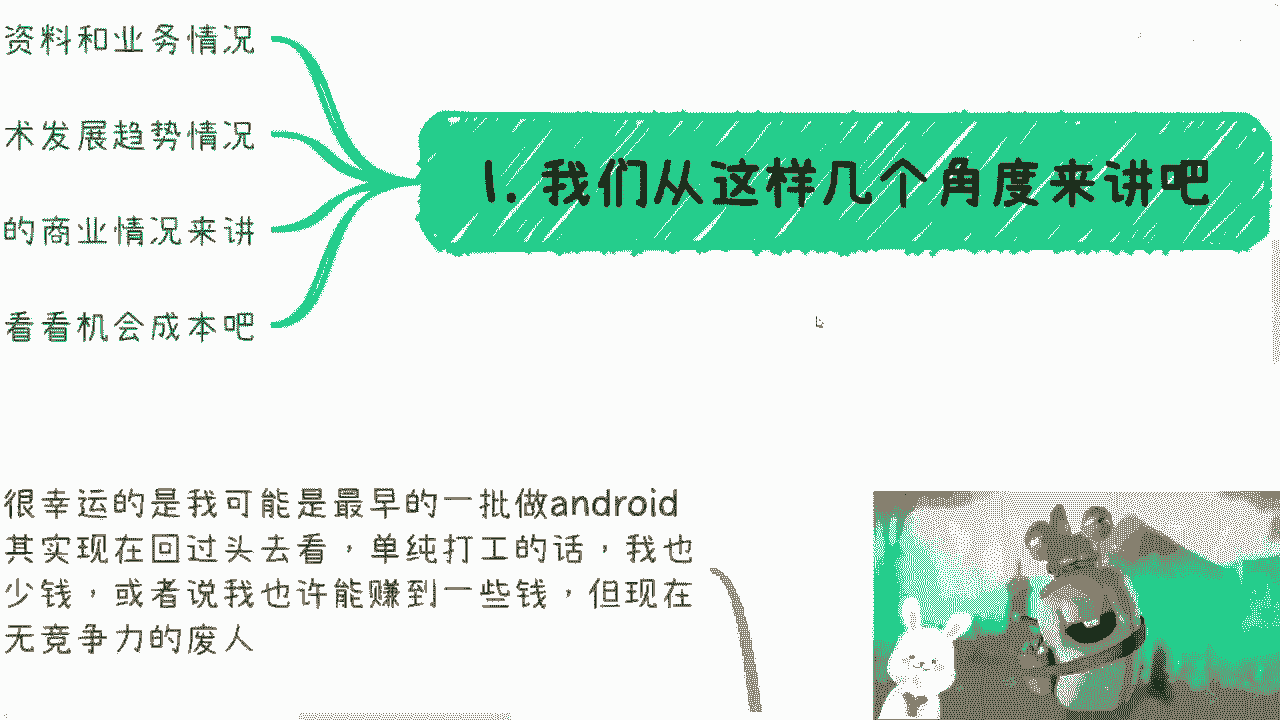 资料和业务情况
术发展趋势情况
的商业情况来讲
看看机会成本吧
1. 我们从这样几个角度来讲吧
很幸运的是我可能是最早的一批做android
其实现在回过头去看，单纯打工的话，我也
少钱，或者说我也许能赚到一些钱，但现在
无竞争力的废人